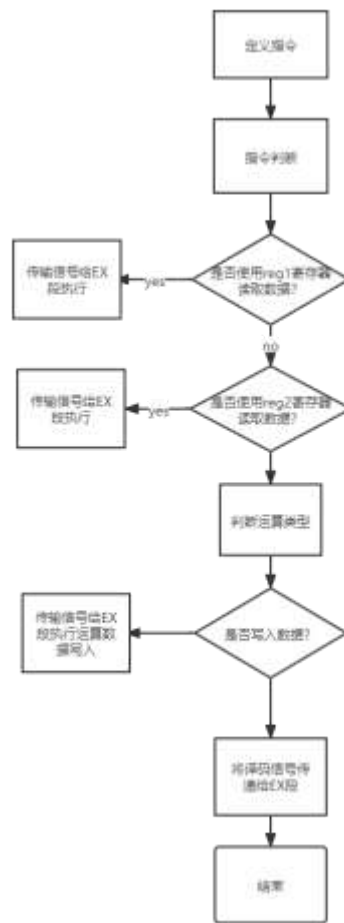 定义指令
指令判断
是否使用reg1寄存器
读取数据?
传输信号给EX
段执行
yes
no
是否使用reg2寄存器
读取数据?
传输信号给EX
段执行
yes
判断运算类型
是否写入数据?
传输信号给EX
段执行运算数
据写入
将译码信号传
递给EX段
结束